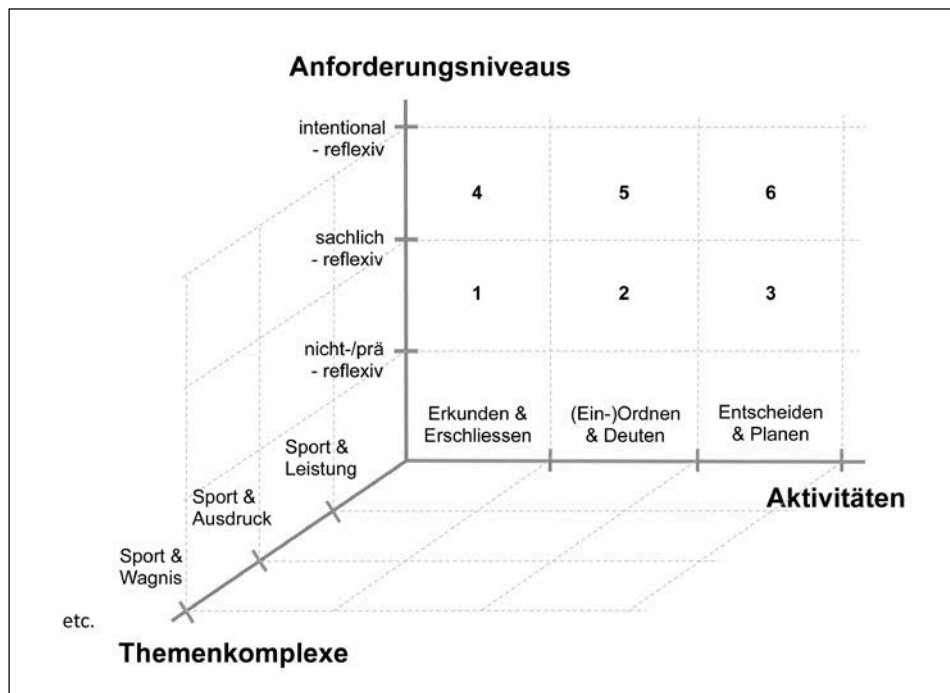 Anforderungsniveaus
intentional
- reflexiv
4
5
6
sachlich
- reflexiv
1
2
3
nicht-/prä
- reflexiv
Erkunden &
Erschliessen
(Ein-)Ordnen
& Deuten
Entscheiden
& Planen
Sport &
Leistung
Aktivitäten
Sport &
Ausdruck
Sport &
Wagnis
etc.
Themenkomplexe